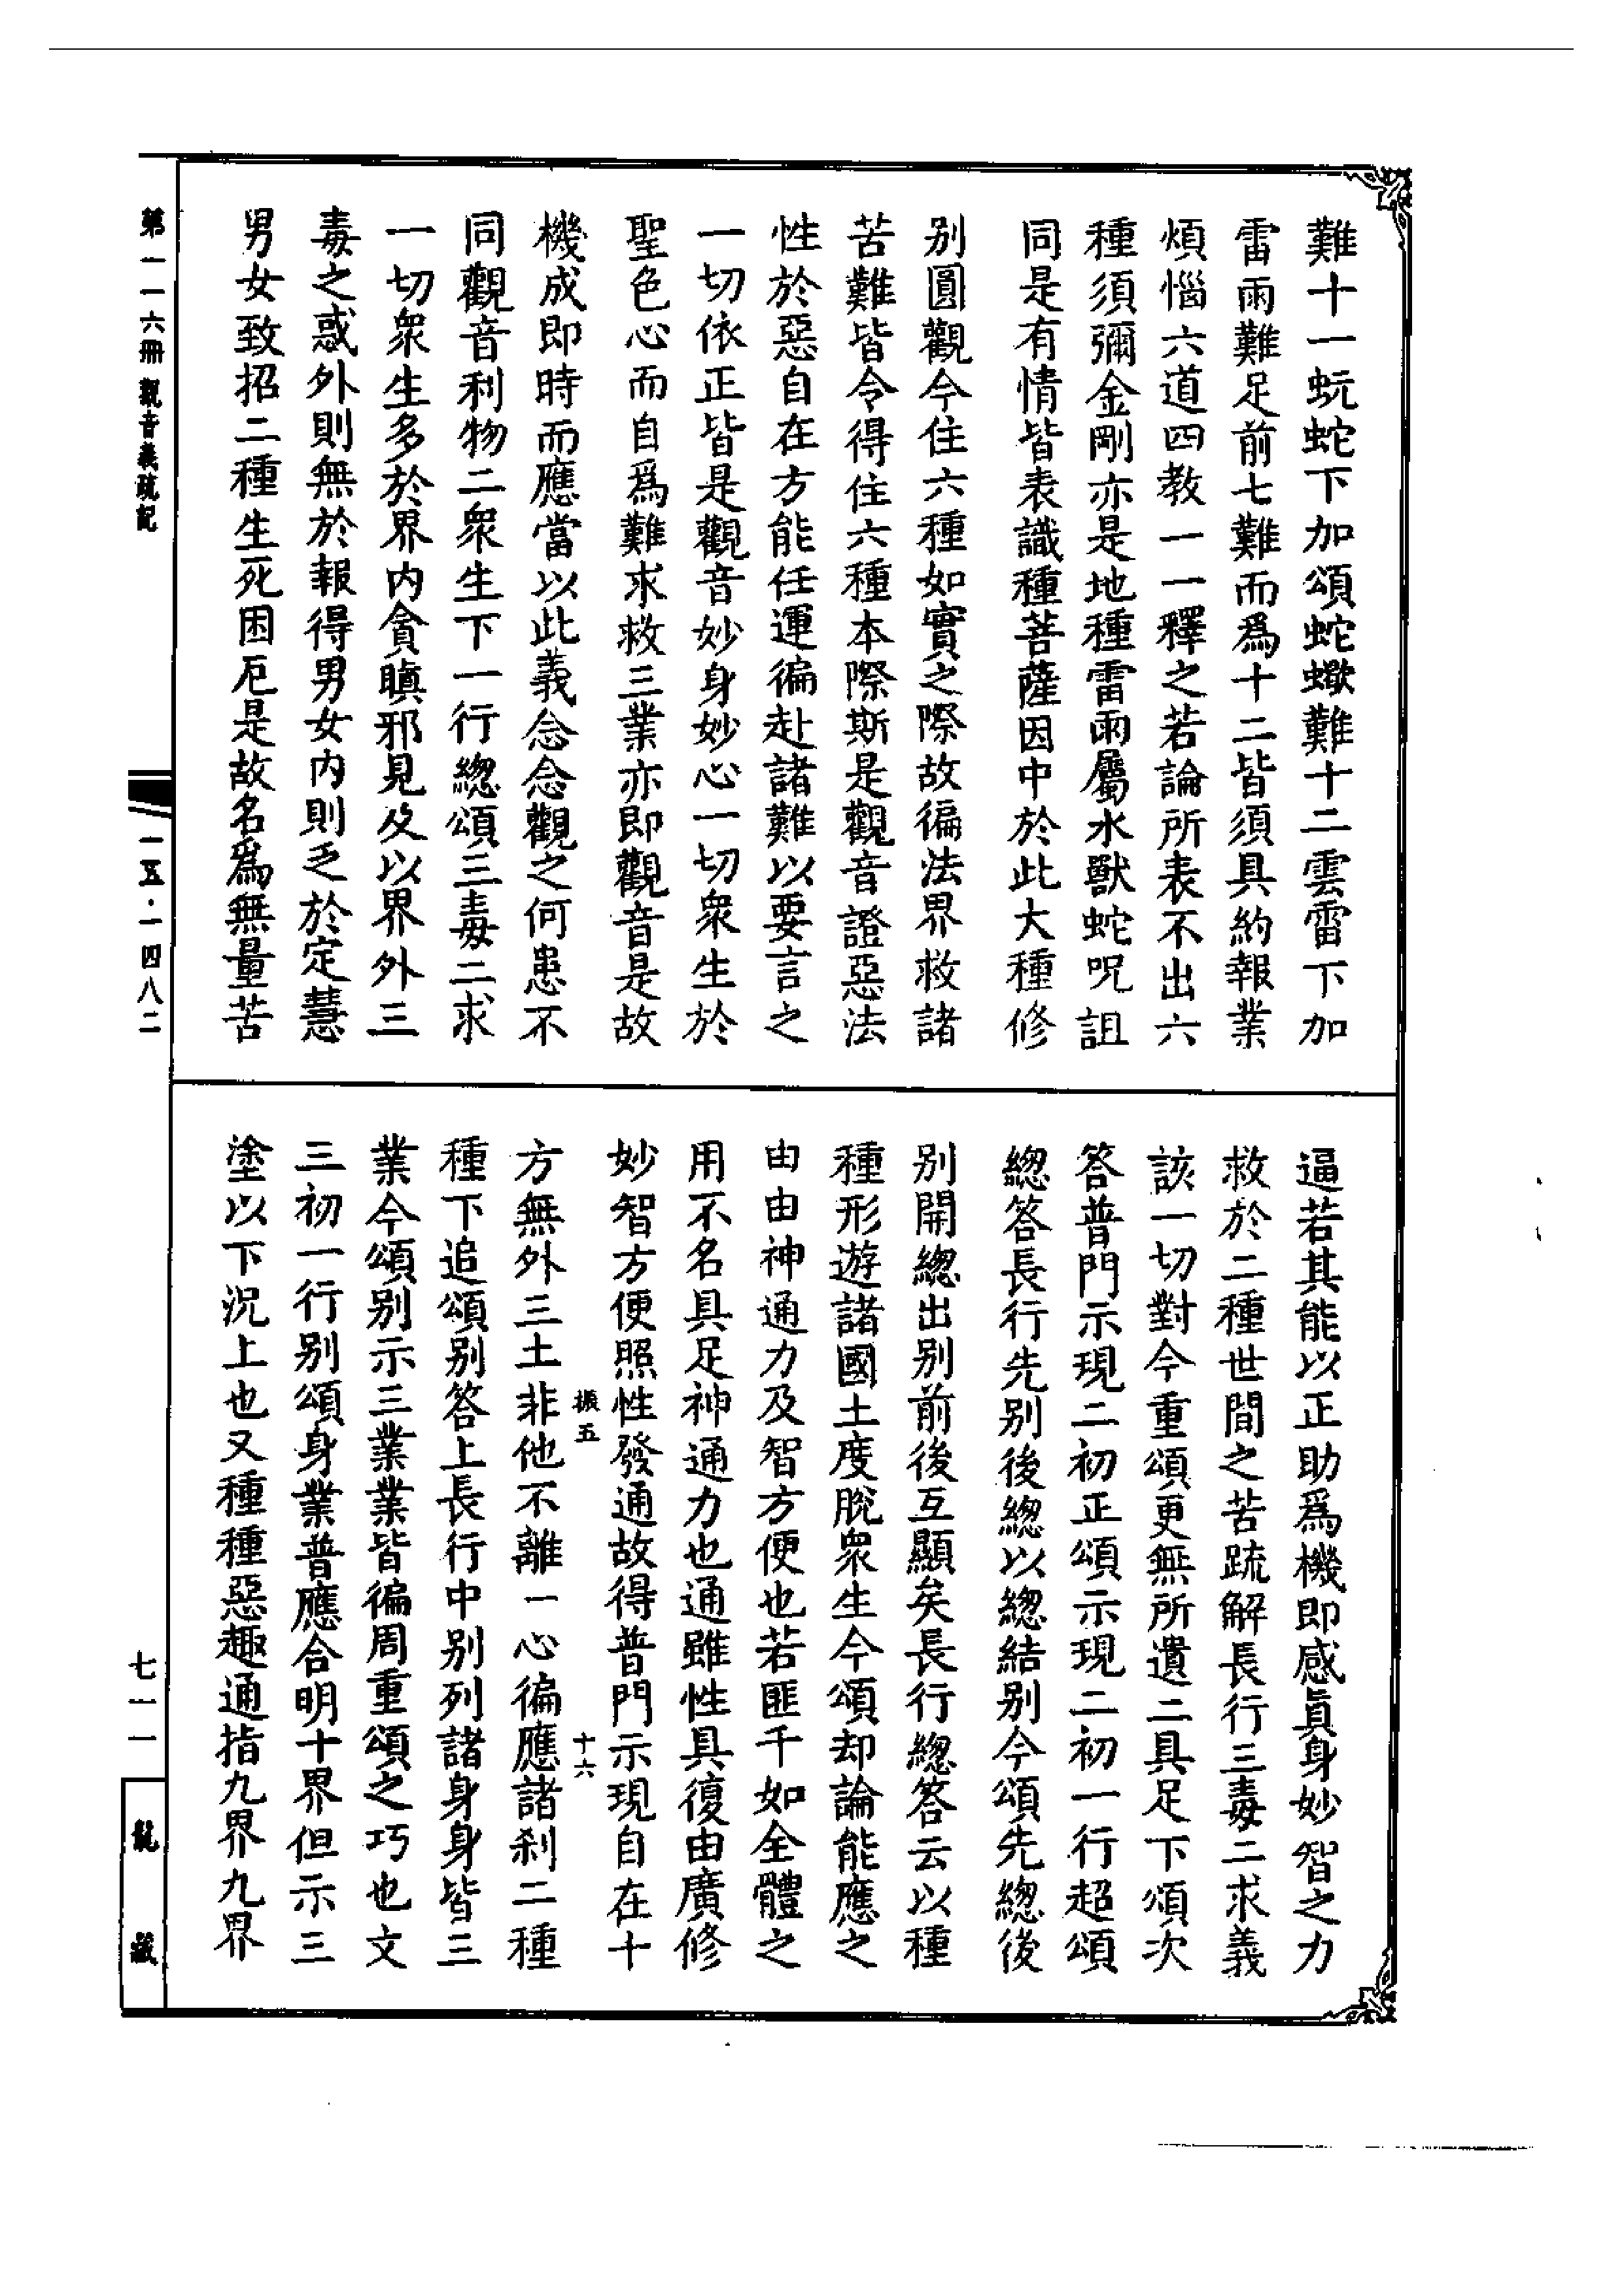 難十一蚖蛇下加頌蛇蠍難十二雲雷下加
雷雨難足前七難而爲十二皆須具約報業
煩惱六道四教一一釋之若論所表不出六
種須彌金剛亦是地種雷雨屬水獸蛇呪詛
同是有情皆表識種菩薩因中於此大種修
別圓觀今住六種如實之際故徧法界救諸
苦難皆令得住六種本際斯是觀音證惡法
性於惡自在方能任運徧赴諸難以要言之
一切依正皆是觀音妙身妙心一切衆生於
聖色心而自爲難求救三業亦即觀音是故
機成即時而應當以此義念念觀之何患不
同觀音利物二衆生下一行總頌三毒二求
一切衆生多於界內貪瞋邪見及以界外三
毒之惑外則無於報得男女內則乏於定慧
男女致招二種生死困厄是故名爲無量苦
逼若其能以正助爲機即感眞身妙智之力
救於二種世間之苦疏解長行三毒二求義
該一切對今重頌更無所遺二具足下頌次
答普門示現二初正頌示現二初一行超頌
總答長行先別後總以總結別今頌先總後
別開總出別前後互顯矣長行總答云以種
種形遊諸國土度脫衆生今頌却論能應之
由由神通力及智方便也若匪千如全體之
用不名具足神通力也通雖性具復由廣修
妙智方便照性發通故得普門示現自在十
振五 十六
方無外三土非他不離一心徧應諸刹二種
種下追頌別答上長行中別列諸身身皆三
業今頌別示三業業皆徧周重頌之巧也文
三初一行別頌身業普應合明十界但示三
塗以下況上也又種種惡趣通指九界九界
第一一六冊 觀音義疏記
一五·一四八二
七一一
龍藏